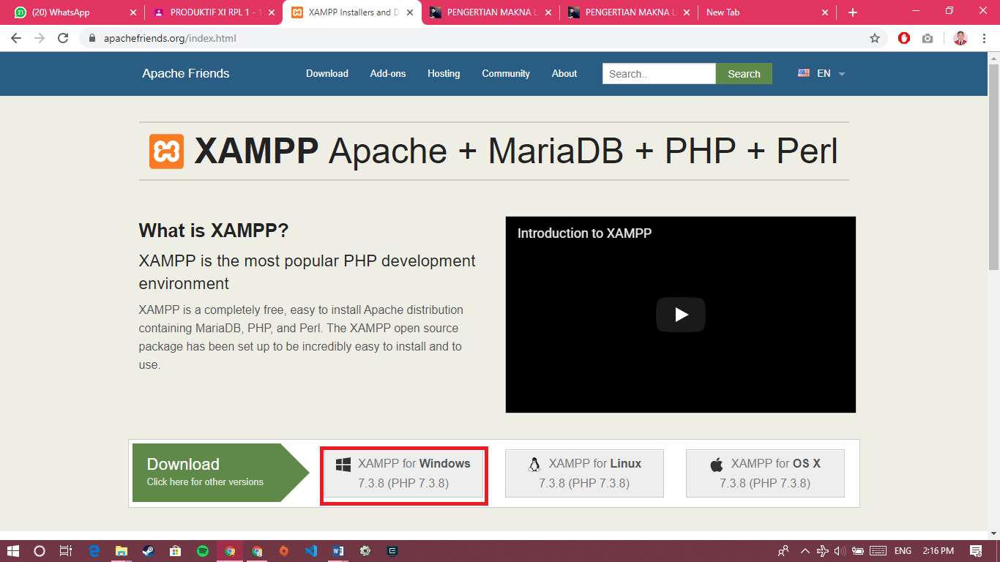 (20) WhatsApp
PRODUKTIF XI RPL 1 - 1
XAMPP Installers and D
PENGERTIAN MAKNA L
PENGERTIAN MAKNA L
New Tab
apachefriends.org/index.html
Apache Friends
Download
Add-ons
Hosting
Community
About
Search..
Search
EN
XAMPP Apache + MariaDB + PHP + Perl
What is XAMPP?
XAMPP is the most popular PHP development
environment
XAMPP is a completely free, easy to install Apache distribution
containing MariaDB, PHP, and Perl. The XAMPP open source
package has been set up to be incredibly easy to install and to
use.
Introduction to XAMPP
Download
Click here for other versions
XAMPP for Windows
7.3.8 (PHP 7.3.8)
XAMPP for Linux
7.3.8 (PHP 7.3.8)
XAMPP for OS X
7.3.8 (PHP 7.3.8)
ENG
2:16 PM